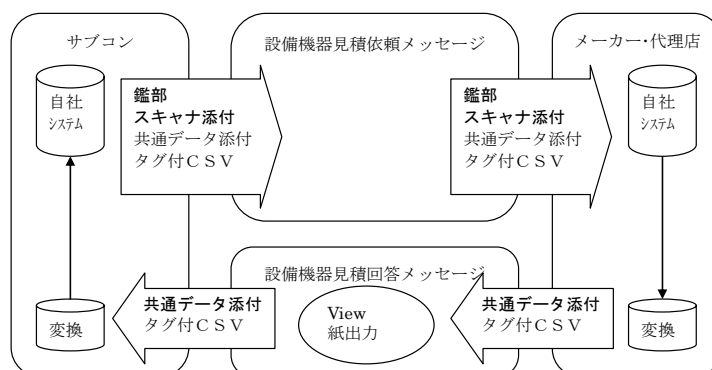 サブコン
設備機器見積依頼メッセージ
メーカー・代理店
自社
ｼｽﾃﾑ
鑑部
スキャナ添付
共通データ添付
タグ付ＣＳＶ
鑑部
スキャナ添付
共通データ添付
タグ付ＣＳＶ
自社
ｼｽﾃﾑ
設備機器見積回答メッセージ
変換
共通データ添付
タグ付ＣＳＶ
View
紙出力
共通データ添付
タグ付ＣＳＶ
変換